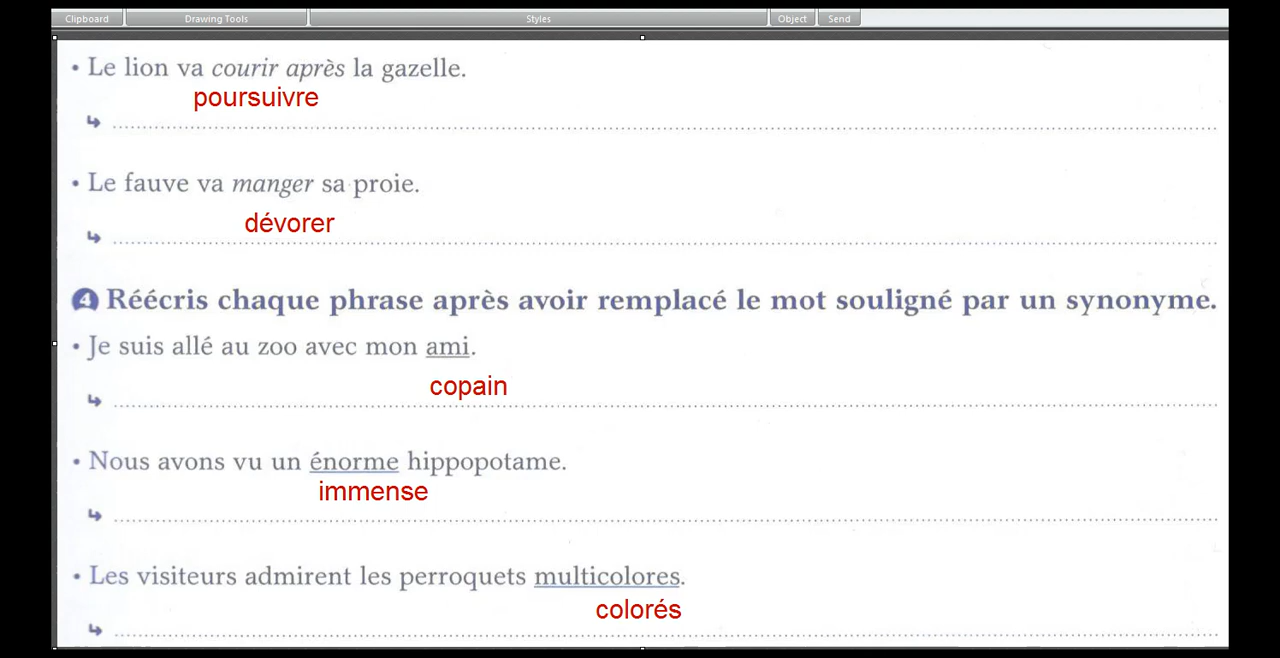 Clipboard Drawing Tools Styles Object Send
• Le lion va courir après la gazelle.
poursuivre
• Le fauve va manger sa proie.
dévorer
4 Réécris chaque phrase après avoir remplacé le mot souligné par un synonyme.
• Je suis allé au zoo avec mon ami.
copain
• Nous avons vu un énorme hippopotame.
immense
• Les visiteurs admirent les perroquets multicolores.
colorés